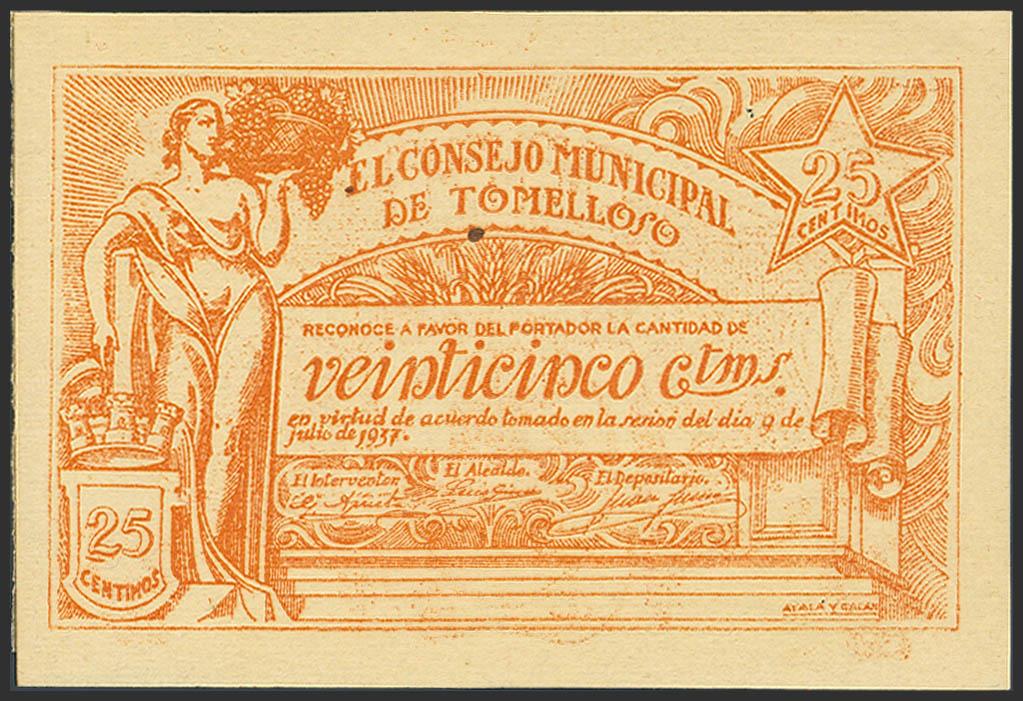 EL CONSEJO MUNICIPAL
DE TOMELLOSO
25
CENTIMOS
RECONOCE A FAVOR DEL PORTADOR LA CANTIDAD DE
veinticinco ctms.
en virtud de acuerdo tomado en la sesion del dia 9 de
julio de 1937.
El Interventor
El Alcalde.
El Depositario.
25
CENTIMOS
AYALA Y GALAN